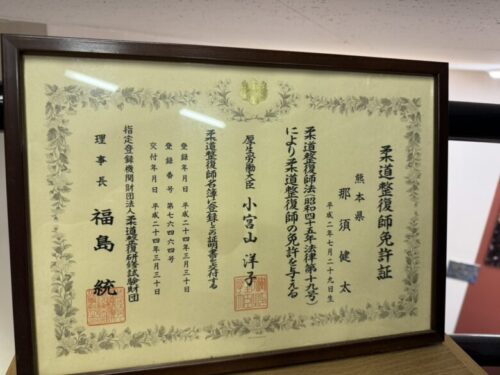 柔道整復師免許証
熊本県
那須健太
平成二年七月二十九日生
柔道整復師法(昭和四十五年法律第十九号)
により柔道整復師の免許を与える
厚生労働大臣 小宮山洋子
柔道整復師名簿に登録した証明書を交付する
登録年月日 平成二十四年三月三十日
登録番号 第七六四六四号
交付年月日 平成二十四年三月三十日
指定登録機関財団法人柔道整復研修試験財団
理事長 福島統